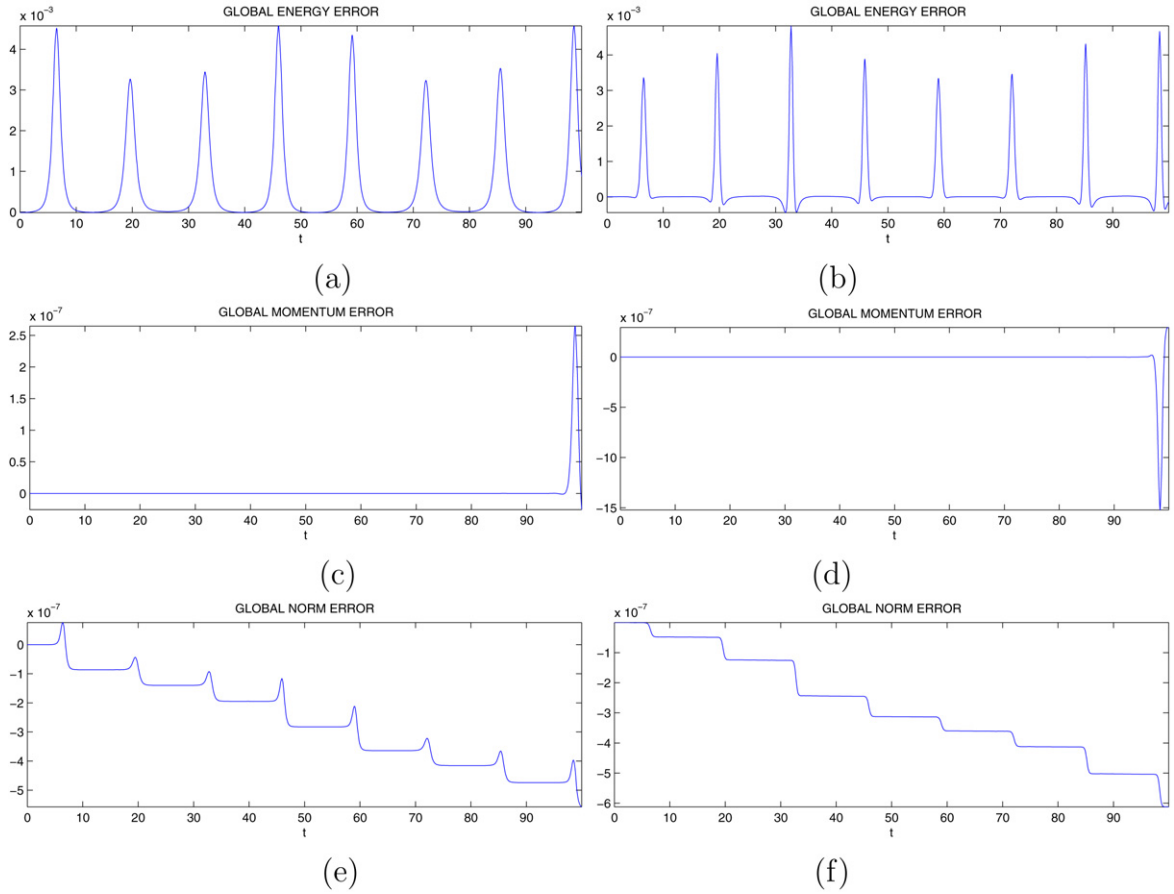 GLOBAL ENERGY ERROR
x 10⁻³
4
3
2
1
0
0 10 20 30 40 50 60 70 80 90
t
(a)
GLOBAL ENERGY ERROR
x 10⁻³
4
3
2
1
0
0 10 20 30 40 50 60 70 80 90
t
(b)
GLOBAL MOMENTUM ERROR
x 10⁻⁷
2.5
2
1.5
1
0.5
0
0 10 20 30 40 50 60 70 80 90
t
(c)
GLOBAL MOMENTUM ERROR
x 10⁻⁷
0
−5
−10
−15
0 10 20 30 40 50 60 70 80 90
t
(d)
GLOBAL NORM ERROR
x 10⁻⁷
0
−1
−2
−3
−4
−5
0 10 20 30 40 50 60 70 80 90
t
(e)
GLOBAL NORM ERROR
x 10⁻⁷
−1
−2
−3
−4
−5
−6
0 10 20 30 40 50 60 70 80 90
t
(f)